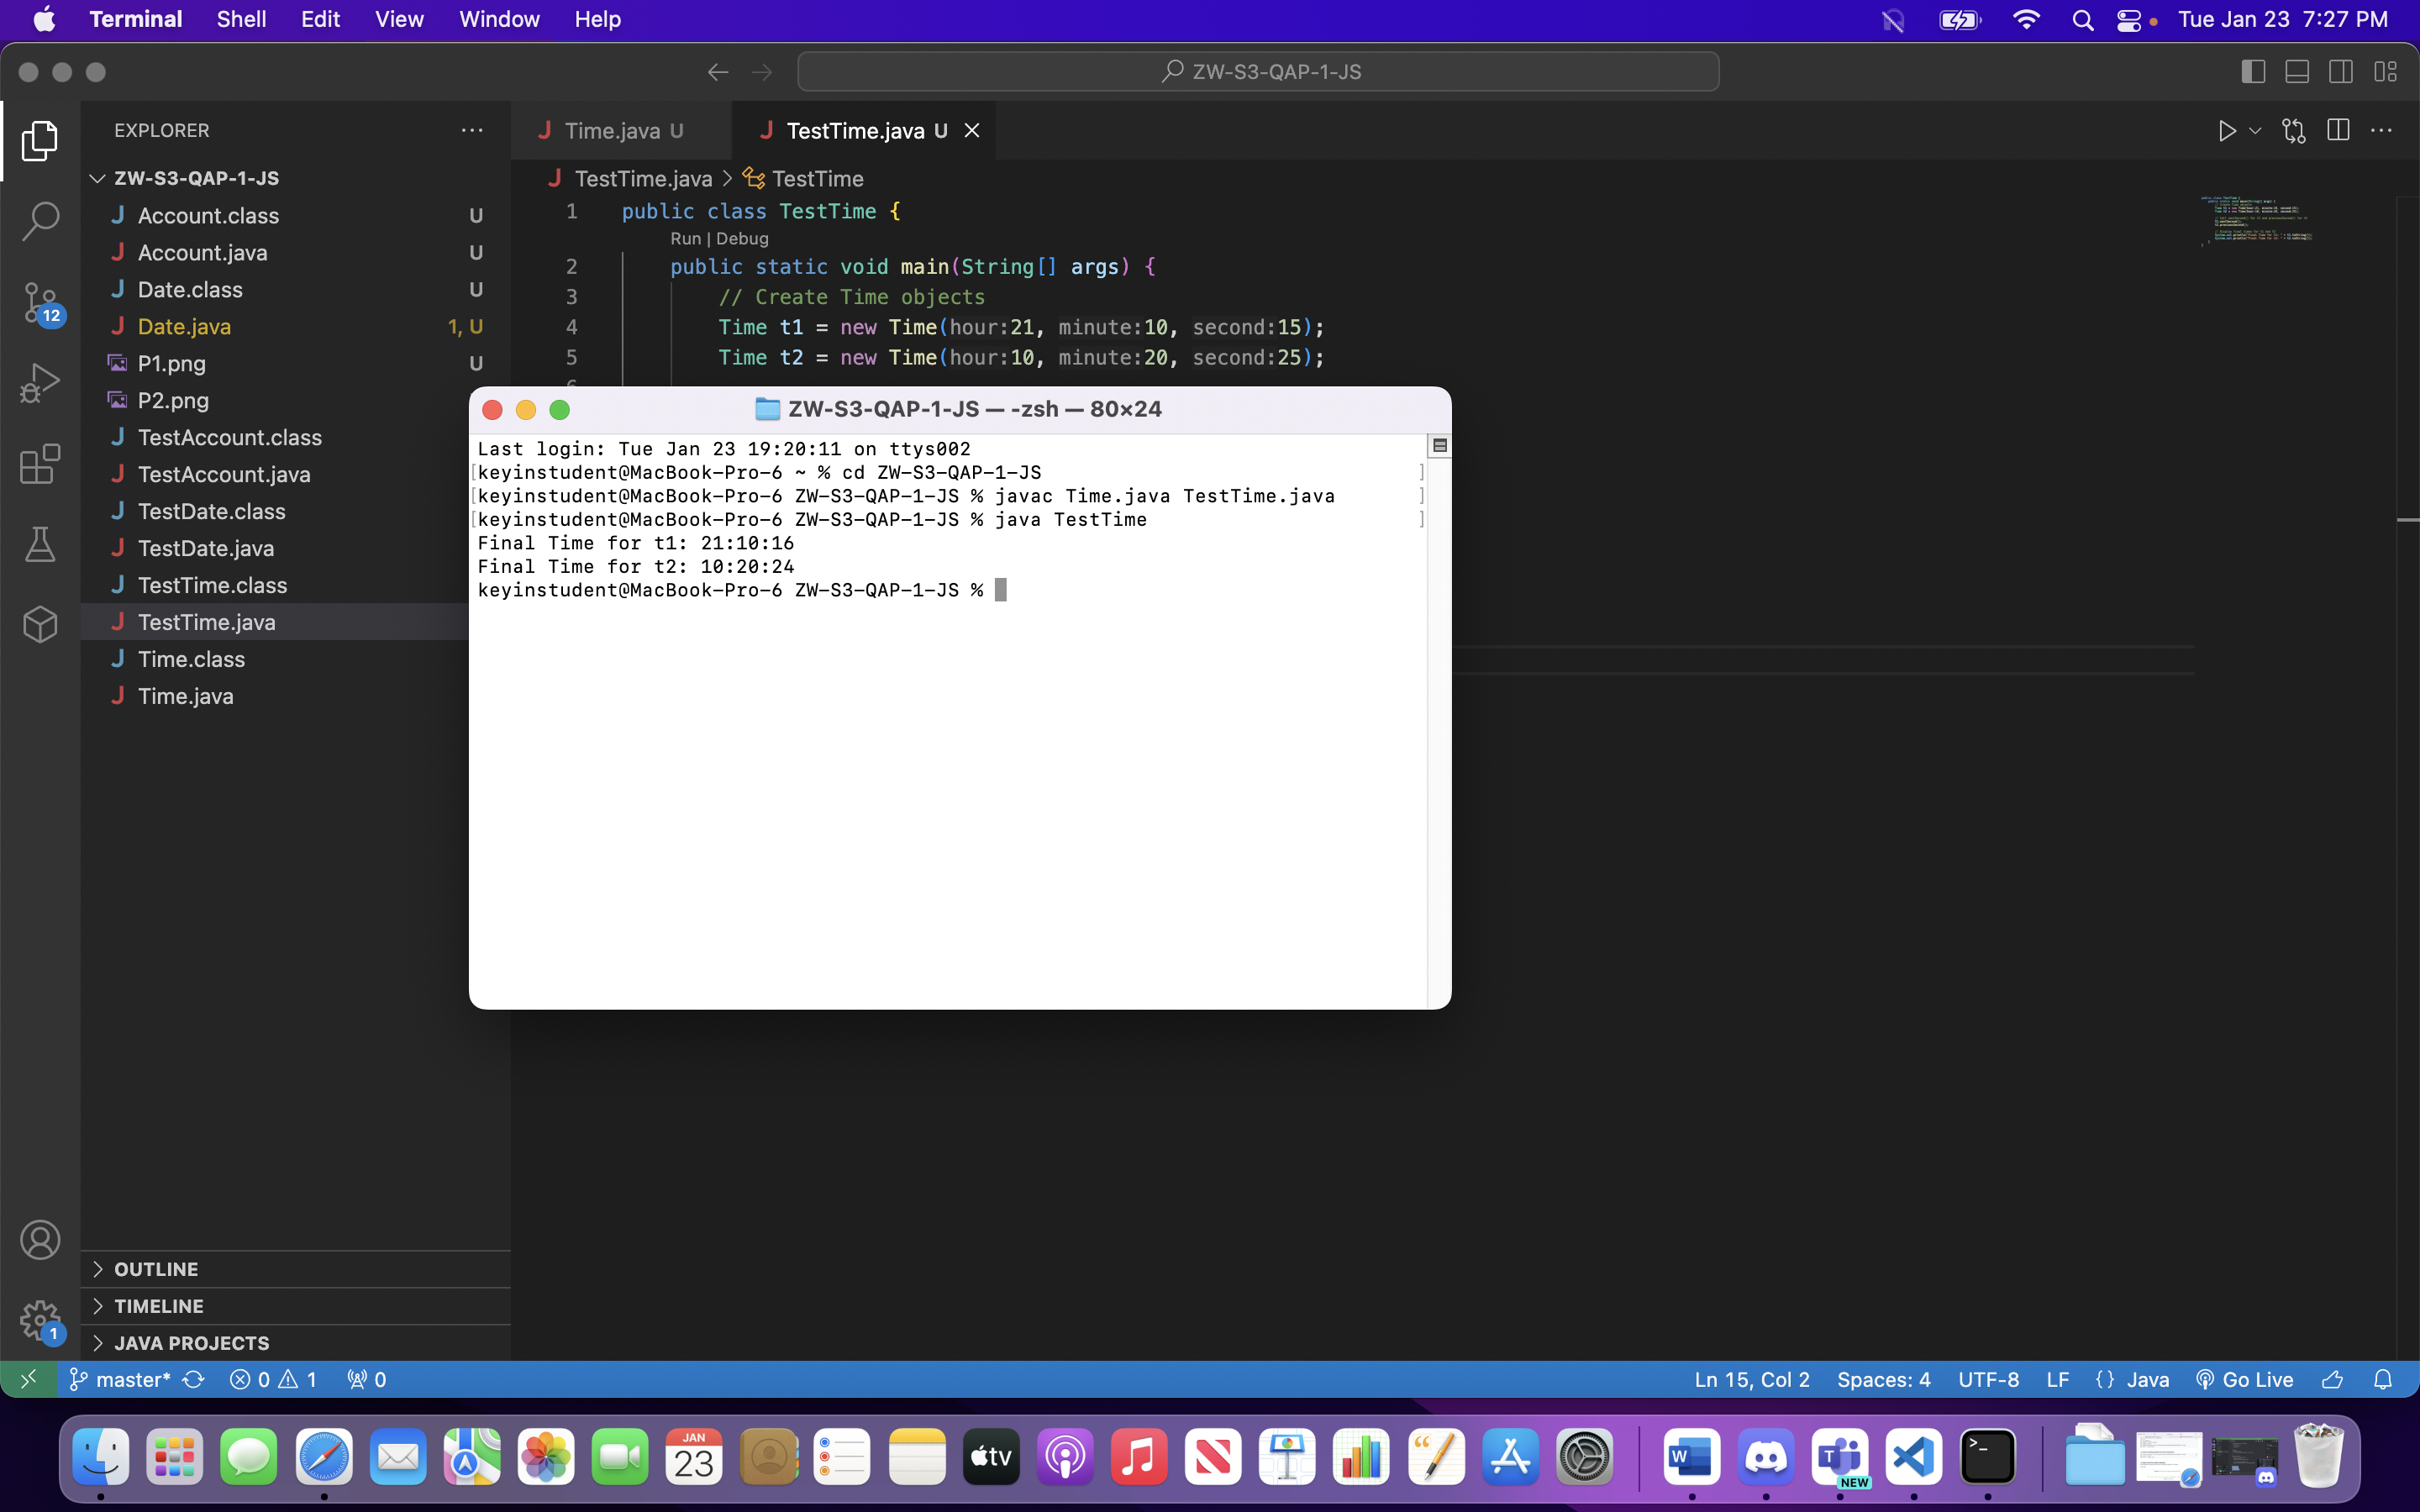 Terminal Shell Edit View Window Help Tue Jan 23 7:27 PM
ZW-S3-QAP-1-JS
EXPLORER
ZW-S3-QAP-1-JS
Account.class U
Account.java U
Date.class U
Date.java 1, U
P1.png U
P2.png
TestAccount.class
TestAccount.java
TestDate.class
TestDate.java
TestTime.class
TestTime.java
Time.class
Time.java
12
OUTLINE
TIMELINE
JAVA PROJECTS
1
Time.java U TestTime.java U
TestTime.java > TestTime
1 public class TestTime {
Run | Debug
2 public static void main(String[] args) {
3 // Create Time objects
4 Time t1 = new Time(hour:21, minute:10, second:15);
5 Time t2 = new Time(hour:10, minute:20, second:25);
ZW-S3-QAP-1-JS — -zsh — 80×24
Last login: Tue Jan 23 19:20:11 on ttys002
[keyinstudent@MacBook-Pro-6 ~ % cd ZW-S3-QAP-1-JS ]
[keyinstudent@MacBook-Pro-6 ZW-S3-QAP-1-JS % javac Time.java TestTime.java ]
[keyinstudent@MacBook-Pro-6 ZW-S3-QAP-1-JS % java TestTime ]
Final Time for t1: 21:10:16
Final Time for t2: 10:20:24
keyinstudent@MacBook-Pro-6 ZW-S3-QAP-1-JS %
master* 0 1 0 Ln 15, Col 2 Spaces: 4 UTF-8 LF {} Java Go Live
JAN
23
tv
W
T
NEW
>_